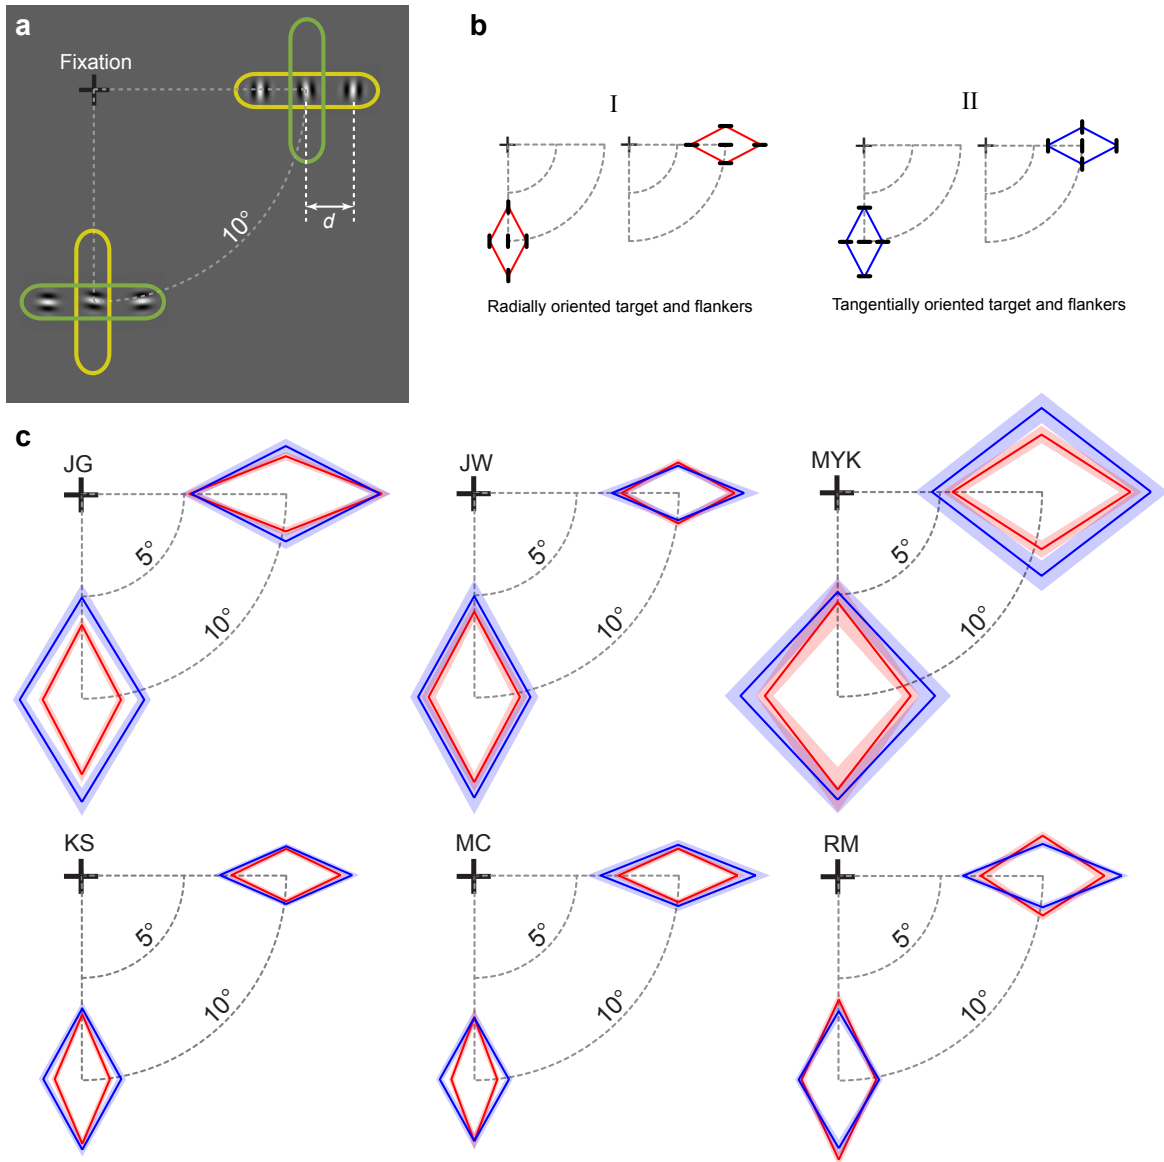 a
Fixation
10°
d
b
I
II
Radially oriented target and flankers
Tangentially oriented target and flankers
c
JG
5°
10°
JW
5°
10°
MYK
5°
10°
KS
5°
10°
MC
5°
10°
RM
5°
10°